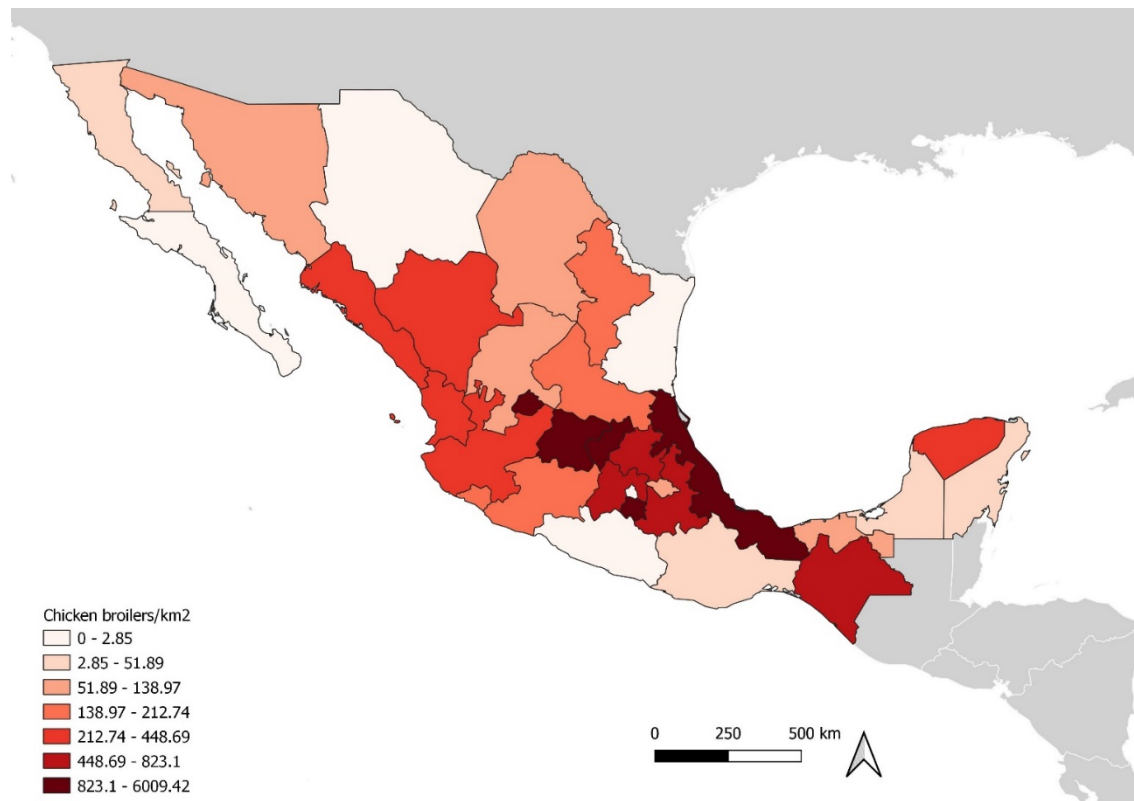 Chicken broilers/km2
0 - 2.85
2.85 - 51.89
51.89 - 138.97
138.97 - 212.74
212.74 - 448.69
448.69 - 823.1
823.1 - 6009.42
0 250 500 km